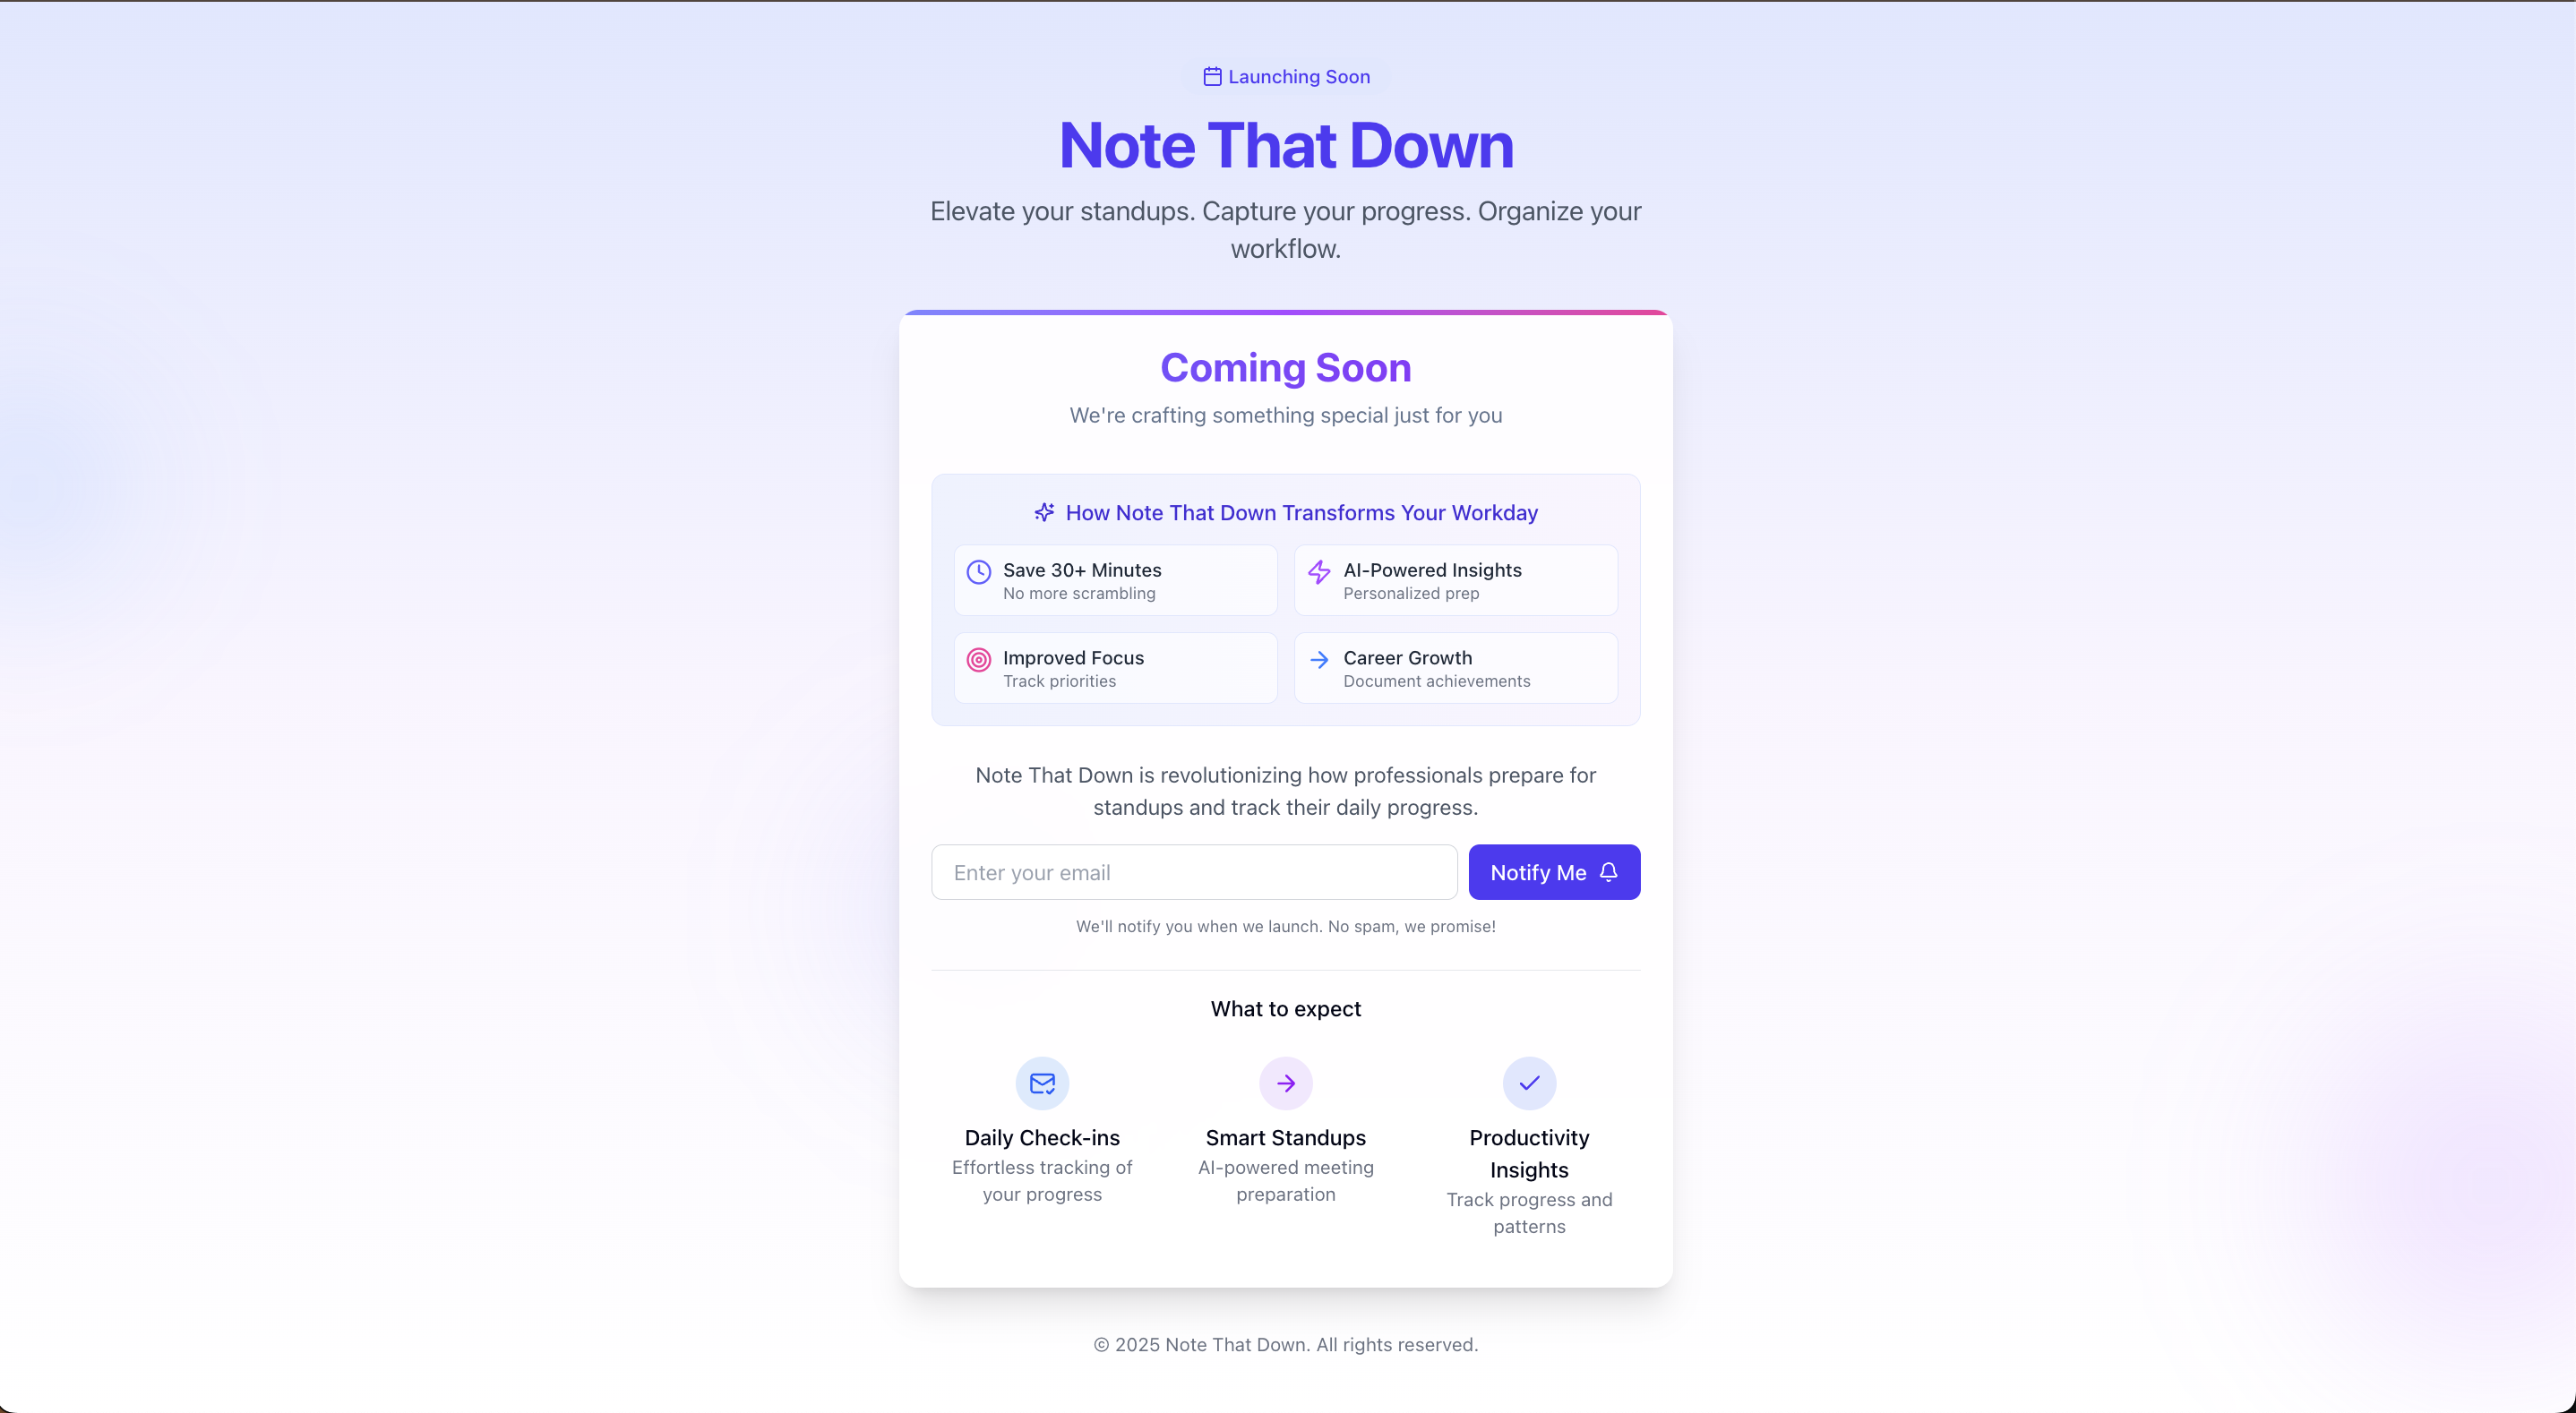 Launching Soon
Note That Down
Elevate your standups. Capture your progress. Organize your
workflow.
Coming Soon
We're crafting something special just for you
How Note That Down Transforms Your Workday
Save 30+ Minutes
No more scrambling
AI-Powered Insights
Personalized prep
Improved Focus
Track priorities
Career Growth
Document achievements
Note That Down is revolutionizing how professionals prepare for
standups and track their daily progress.
Enter your email
Notify Me
We'll notify you when we launch. No spam, we promise!
What to expect
Daily Check-ins
Effortless tracking of
your progress
Smart Standups
AI-powered meeting
preparation
Productivity
Insights
Track progress and
patterns
© 2025 Note That Down. All rights reserved.